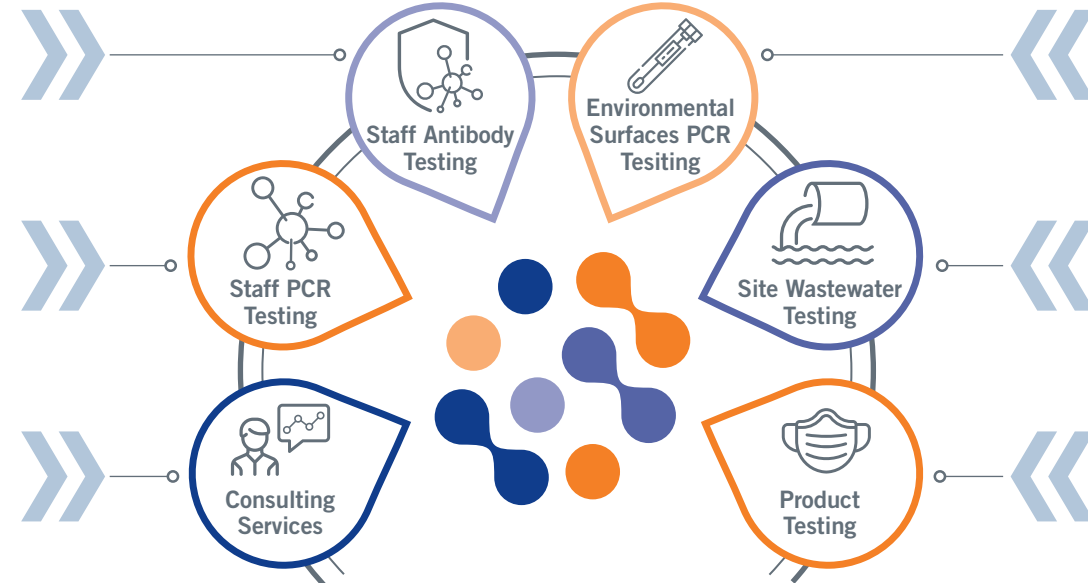 Staff Antibody
Testing
Environmental
Surfaces PCR
Tesiting
Staff PCR
Testing
Site Wastewater
Testing
Consulting
Services
Product
Testing